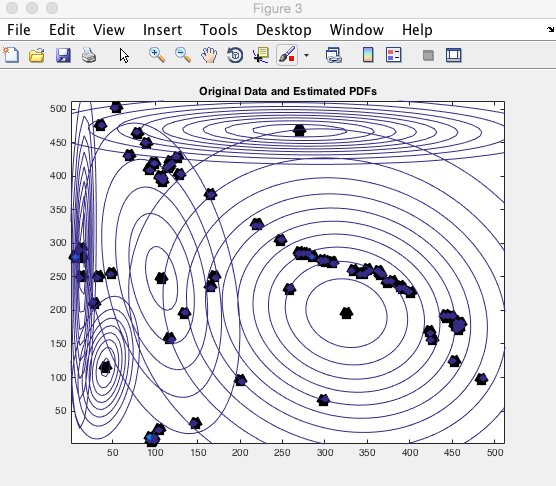 Figure 3
File Edit View Insert Tools Desktop Window Help
Original Data and Estimated PDFs
500
450
400
350
300
250
200
150
100
50
50 100 150 200 250 300 350 400 450 500